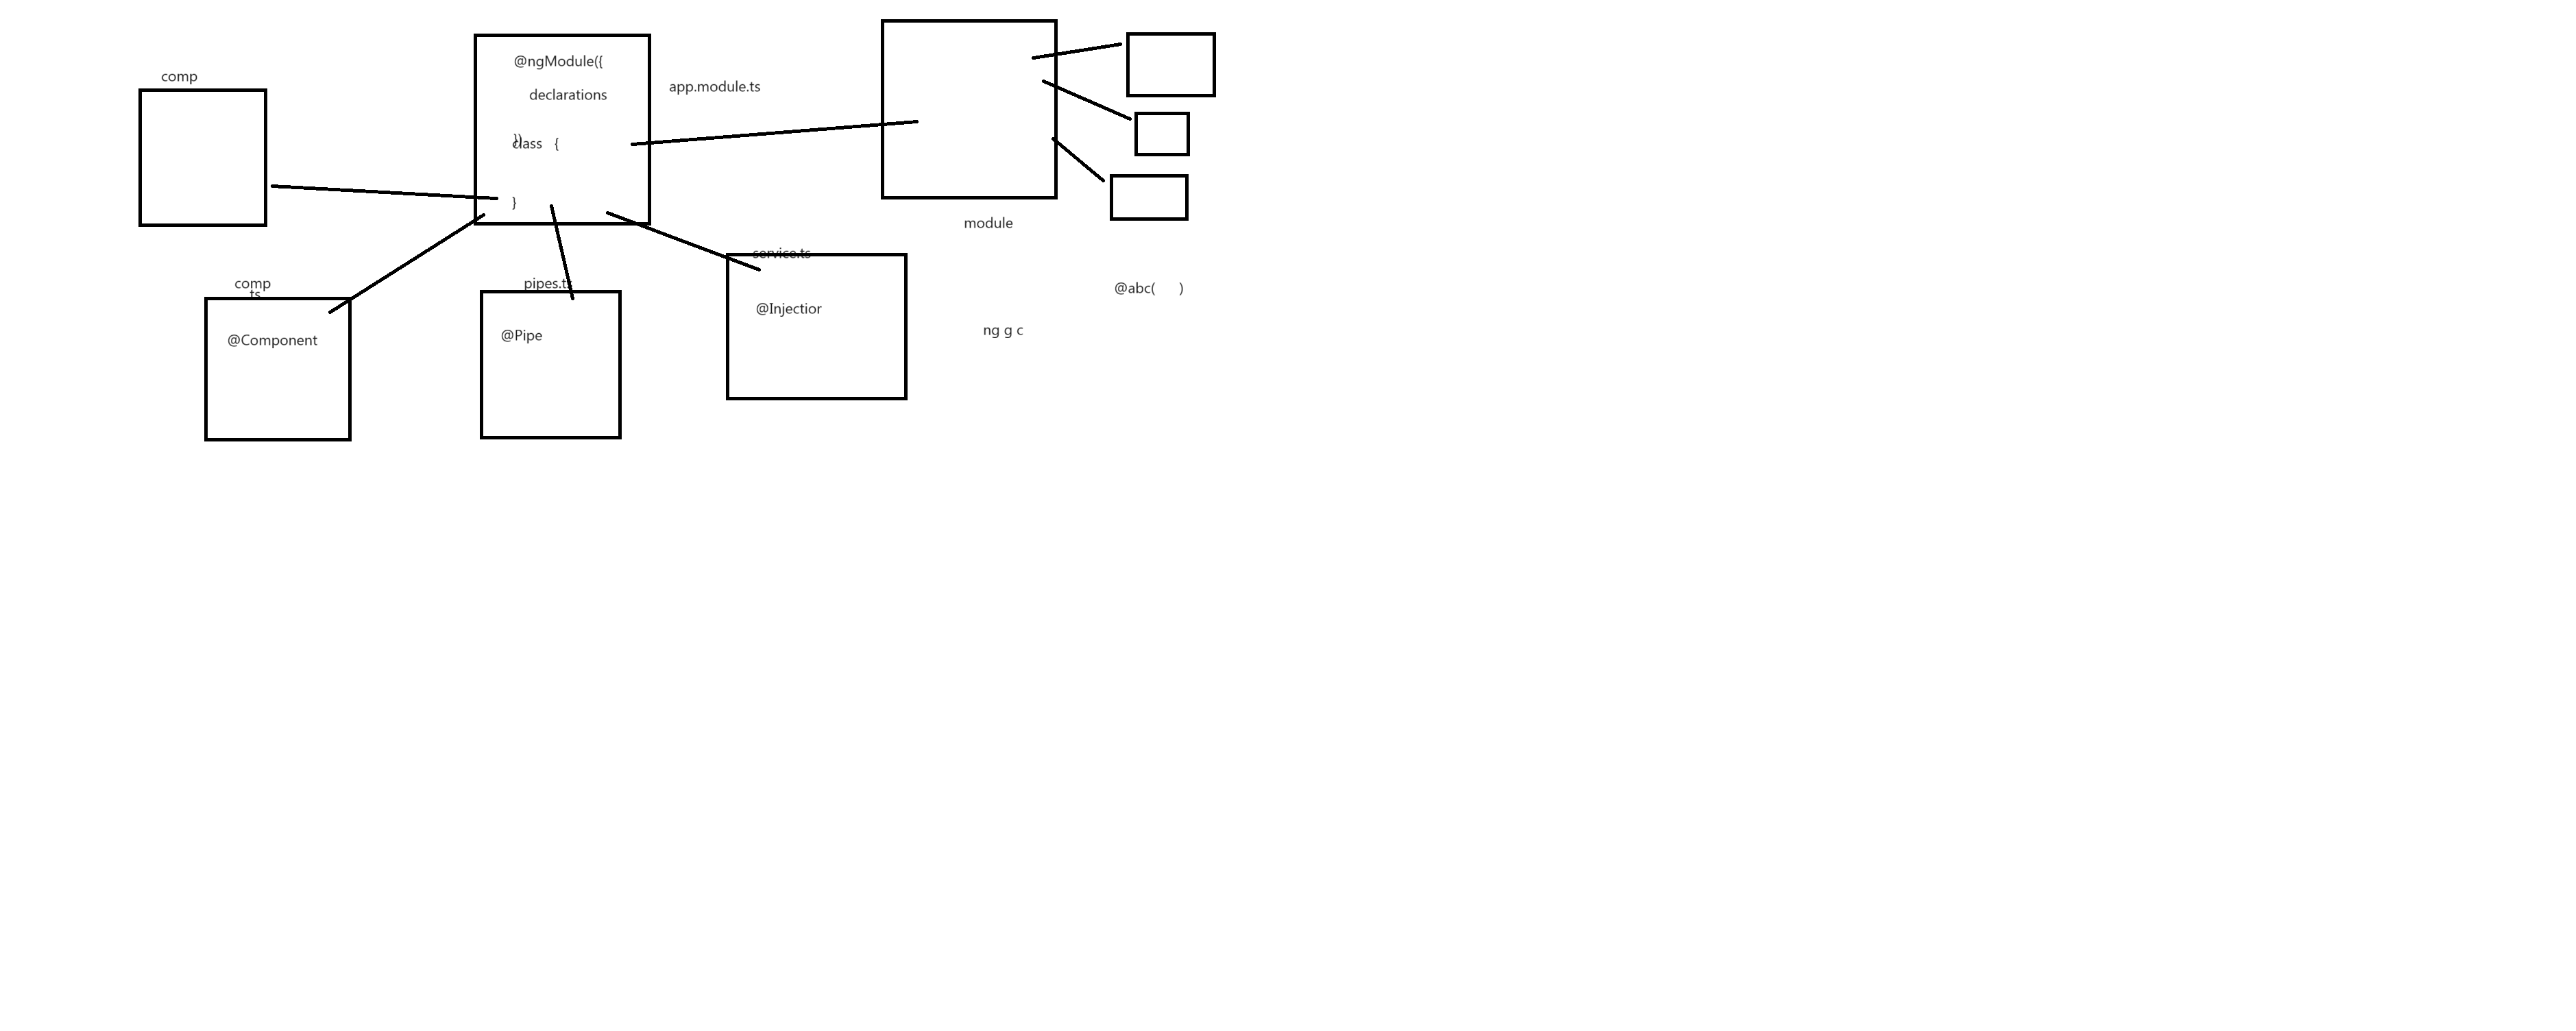 comp
@ngModule({
declarations
})
class {
}
app.module.ts
module
comp
ts
@Component
pipes.ts
@Pipe
service.ts
@Injectior
ng g c
@abc( )